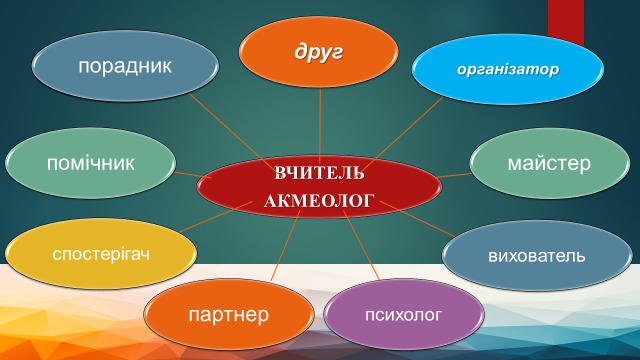 друг
порадник
організатор
помічник
майстер
ВЧИТЕЛЬ
АКМЕОЛОГ
спостерігач
вихователь
партнер
психолог